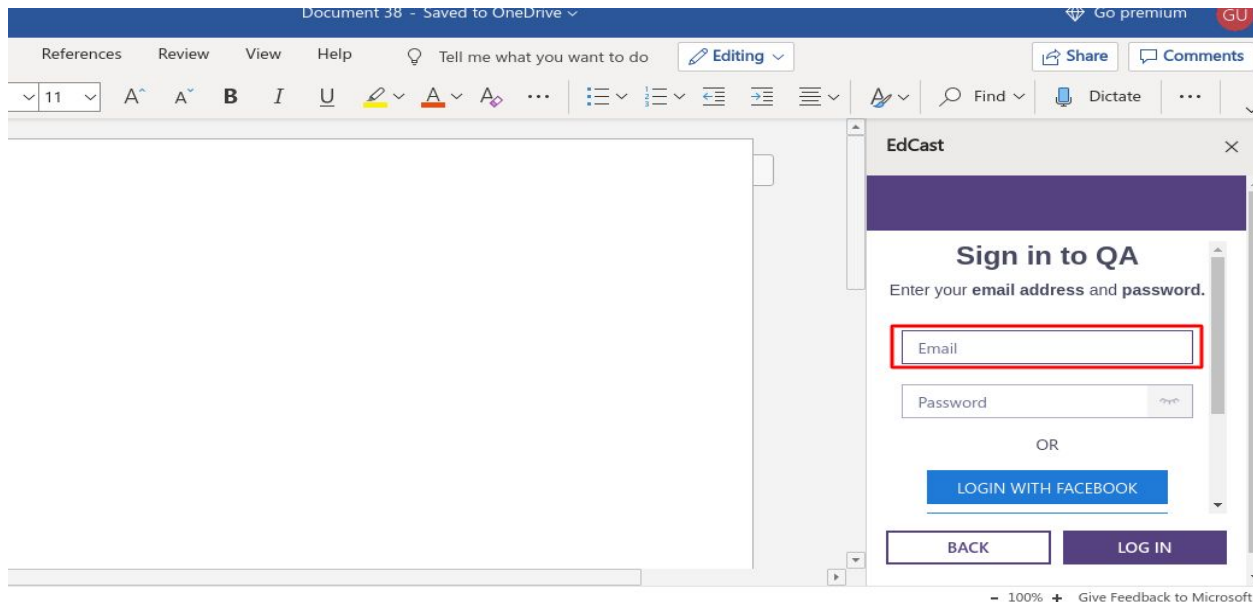 Document 38 - Saved to OneDrive
Go premium
GU
References Review View Help Tell me what you want to do Editing Share Comments
11 A A B I U A A ... Find Dictate ...
EdCast
Sign in to QA
Enter your email address and password.
Email
Password
OR
LOGIN WITH FACEBOOK
BACK LOG IN
- 100% + Give Feedback to Microsoft